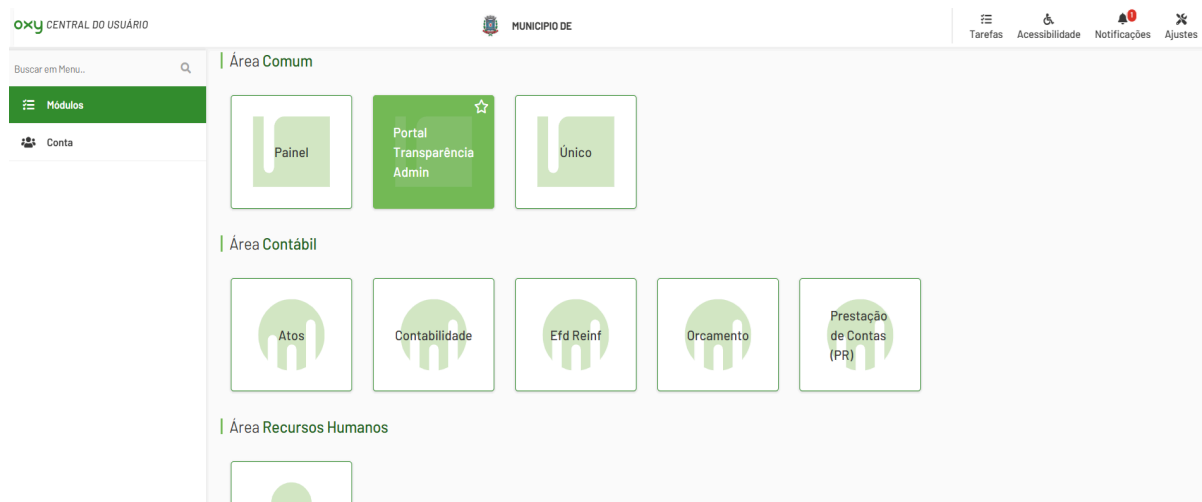 oxy CENTRAL DO USUÁRIO
MUNICIPIO DE
1
Tarefas
Acessibilidade
Notificações
Ajustes
Buscar em Menu..
Módulos
Conta
Área Comum
Painel
Portal
Transparência
Admin
Único
Área Contábil
Atos
Contabilidade
Efd Reinf
Orcamento
Prestação
de Contas
(PR)
Área Recursos Humanos